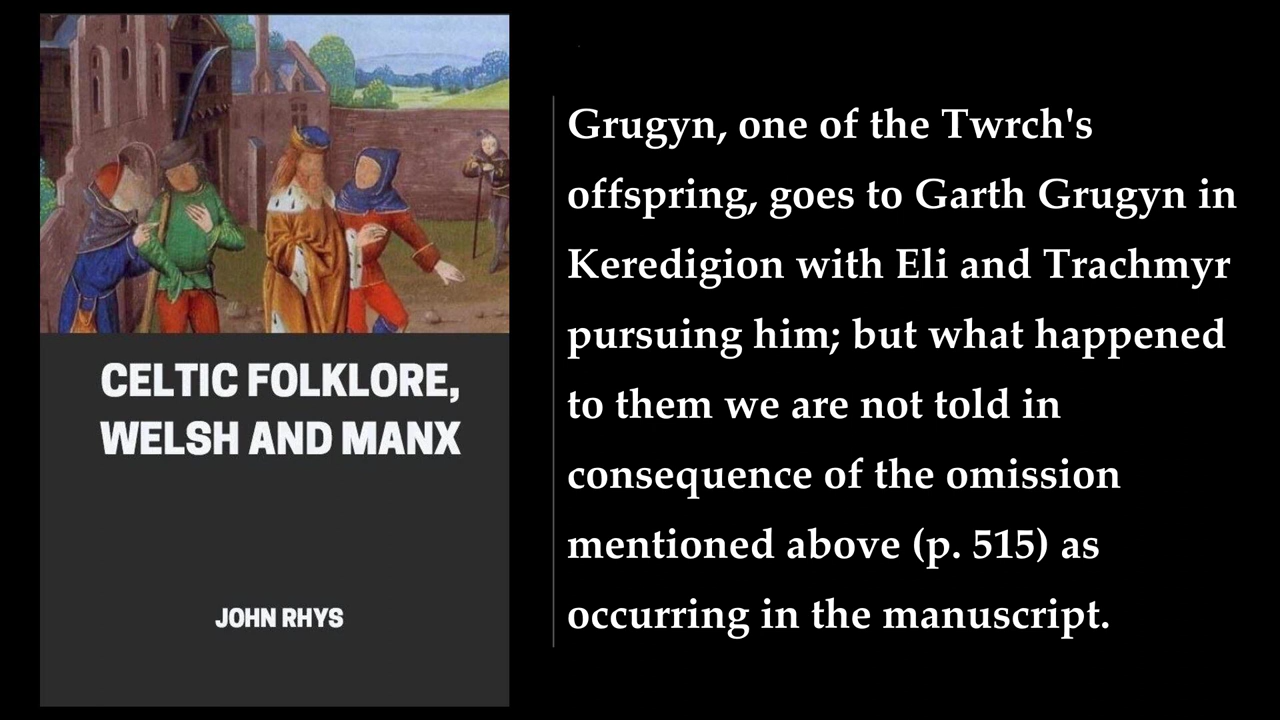 CELTIC FOLKLORE,
WELSH AND MANX
JOHN RHYS
Grugyn, one of the Twrch's
offspring, goes to Garth Grugyn in
Keredigion with Eli and Trachmyr
pursuing him; but what happened
to them we are not told in
consequence of the omission
mentioned above (p. 515) as
occurring in the manuscript.